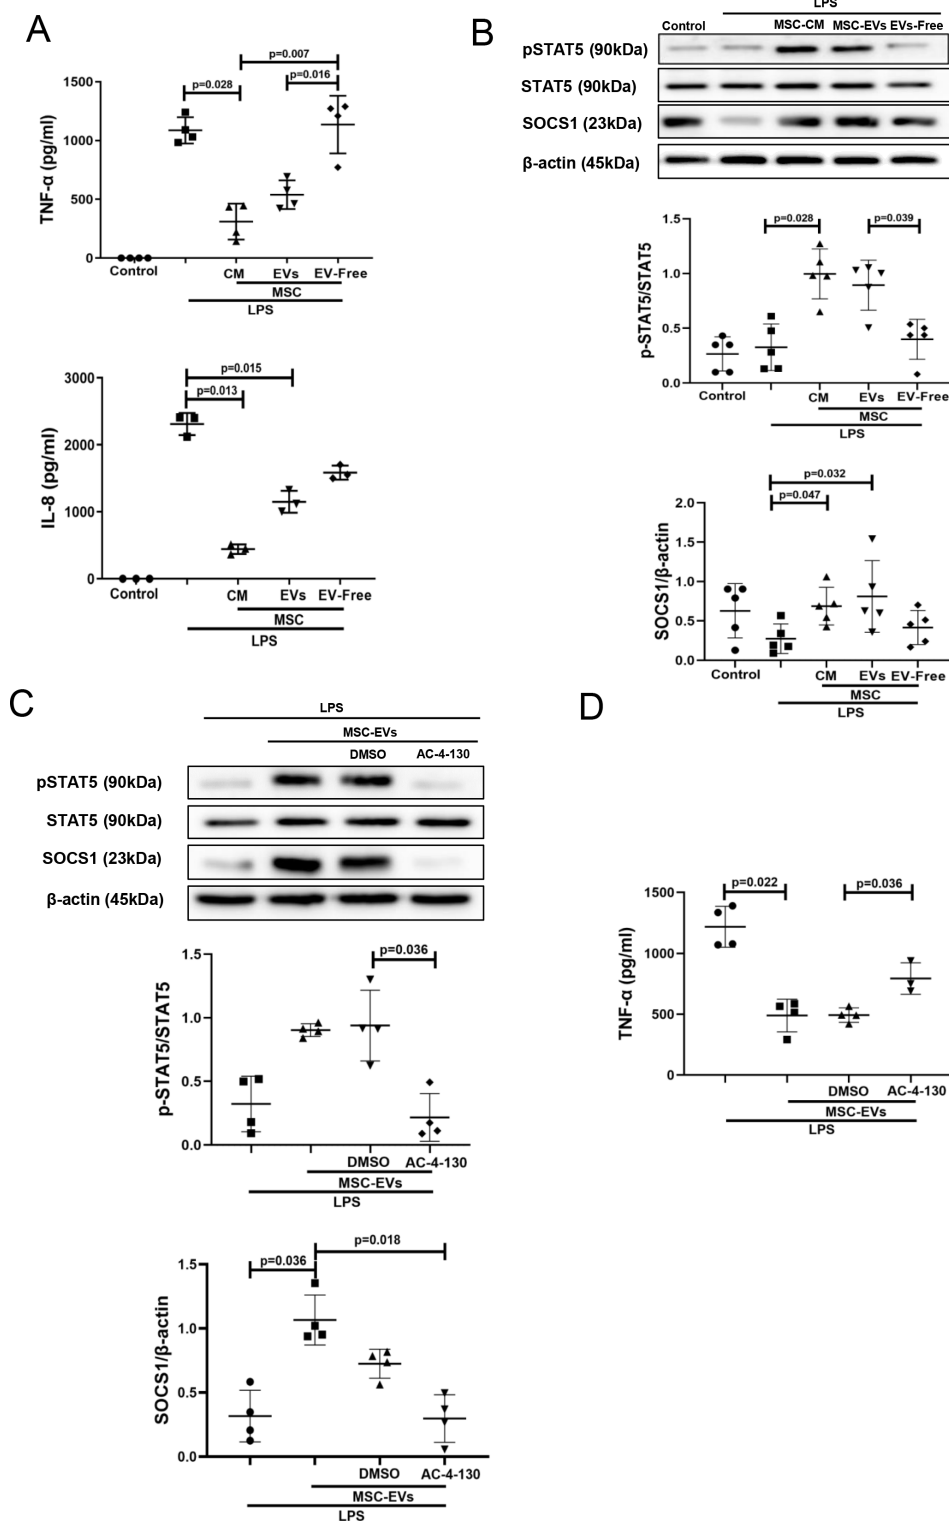 A
TNF-α (pg/ml)
1500
1000
500
0
p=0.028
p=0.007
p=0.016
Control
CM
EVs
EV-Free
MSC
LPS
IL-8 (pg/ml)
3000
2000
1000
0
p=0.015
p=0.013
Control
CM
EVs
EV-Free
MSC
LPS
B
LPS
Control
MSC-CM
MSC-EVs
EVs-Free
pSTAT5 (90kDa)
STAT5 (90kDa)
SOCS1 (23kDa)
β-actin (45kDa)
p-STAT5/STAT5
1.5
1.0
0.5
0.0
p=0.028
p=0.039
Control
CM
EVs
EV-Free
MSC
LPS
SOCS1/β-actin
2.0
1.5
1.0
0.5
0.0
p=0.032
p=0.047
Control
CM
EVs
EV-Free
MSC
LPS
C
LPS
MSC-EVs
DMSO
AC-4-130
pSTAT5 (90kDa)
STAT5 (90kDa)
SOCS1 (23kDa)
β-actin (45kDa)
p-STAT5/STAT5
1.5
1.0
0.5
0.0
p=0.036
DMSO
AC-4-130
MSC-EVs
LPS
SOCS1/β-actin
1.5
1.0
0.5
0.0
p=0.036
p=0.018
DMSO
AC-4-130
MSC-EVs
LPS
D
TNF-α (pg/ml)
1500
1000
500
0
p=0.022
p=0.036
DMSO
AC-4-130
MSC-EVs
LPS